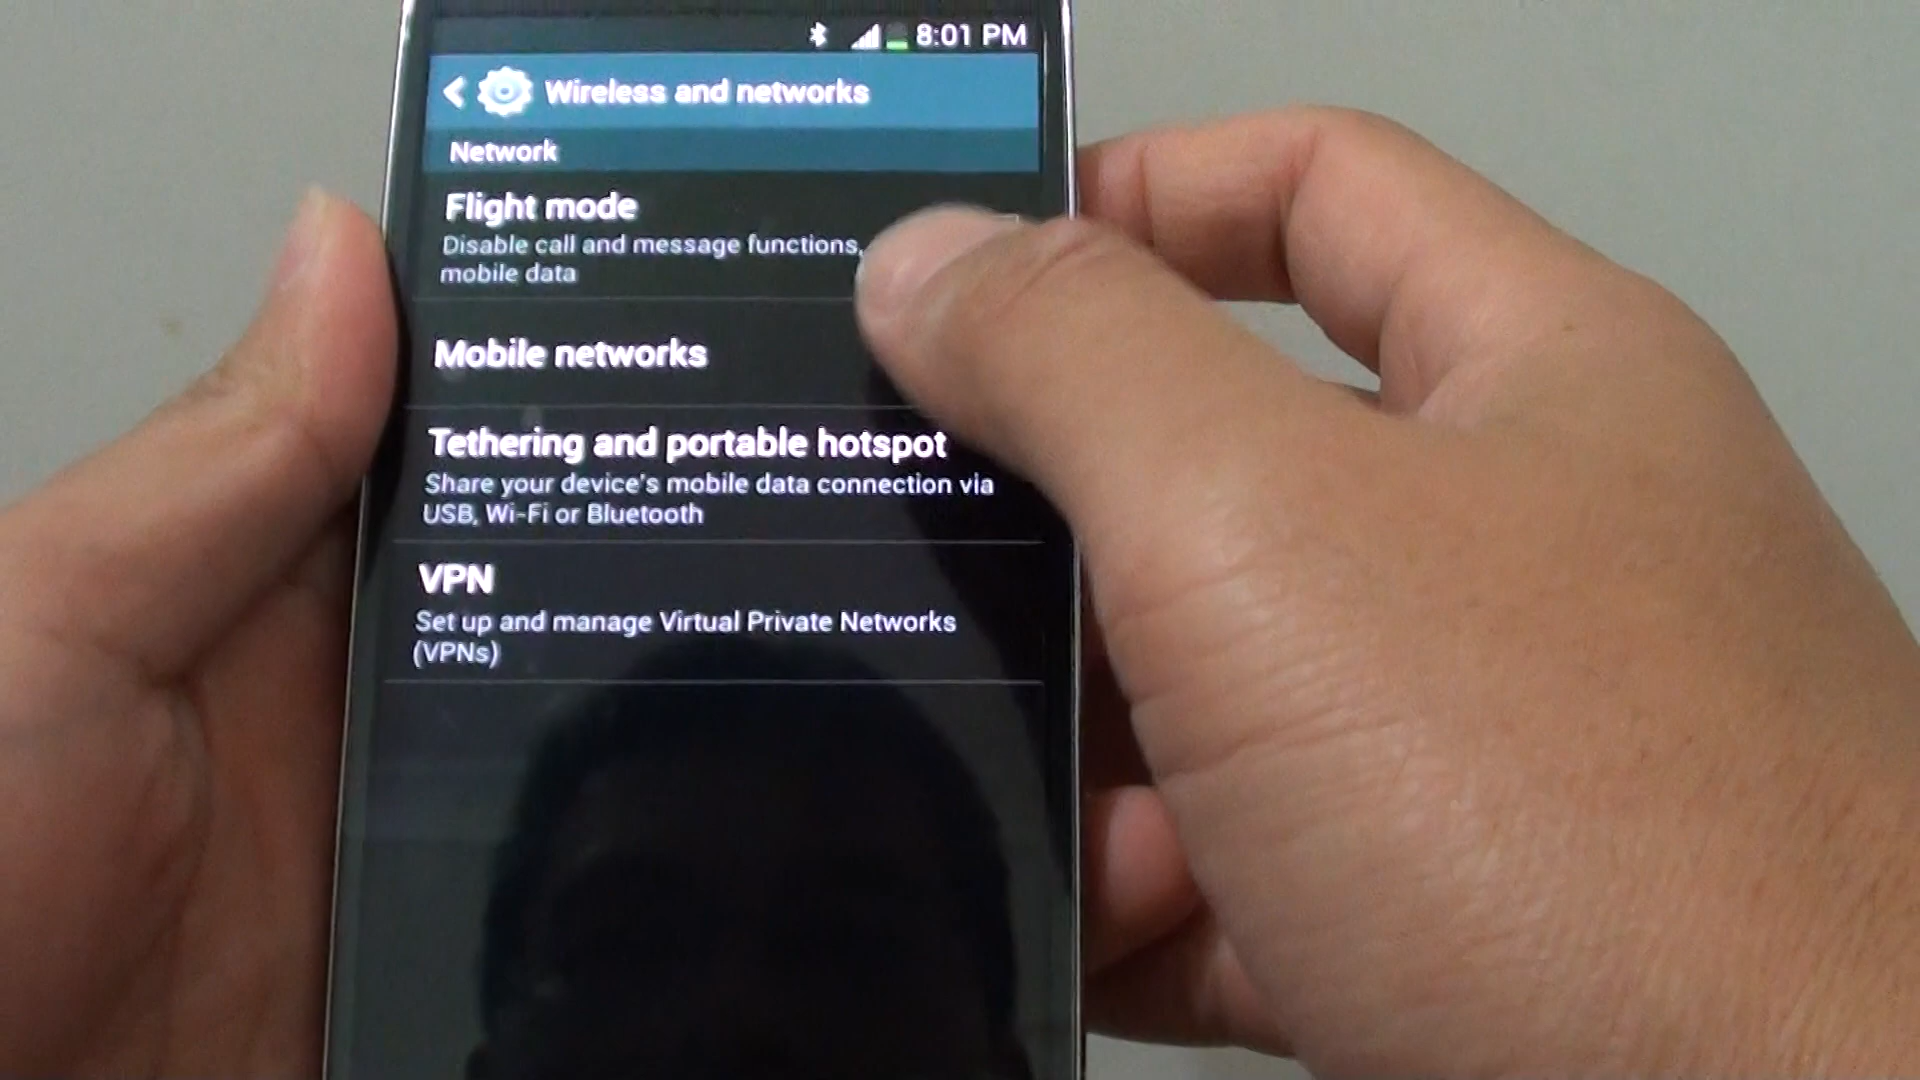 8:01 PM
Wireless and networks
Network
Flight mode
Disable call and message functions,
mobile data
Mobile networks
Tethering and portable hotspot
Share your device's mobile data connection via
USB, Wi-Fi or Bluetooth
VPN
Set up and manage Virtual Private Networks
(VPNs)